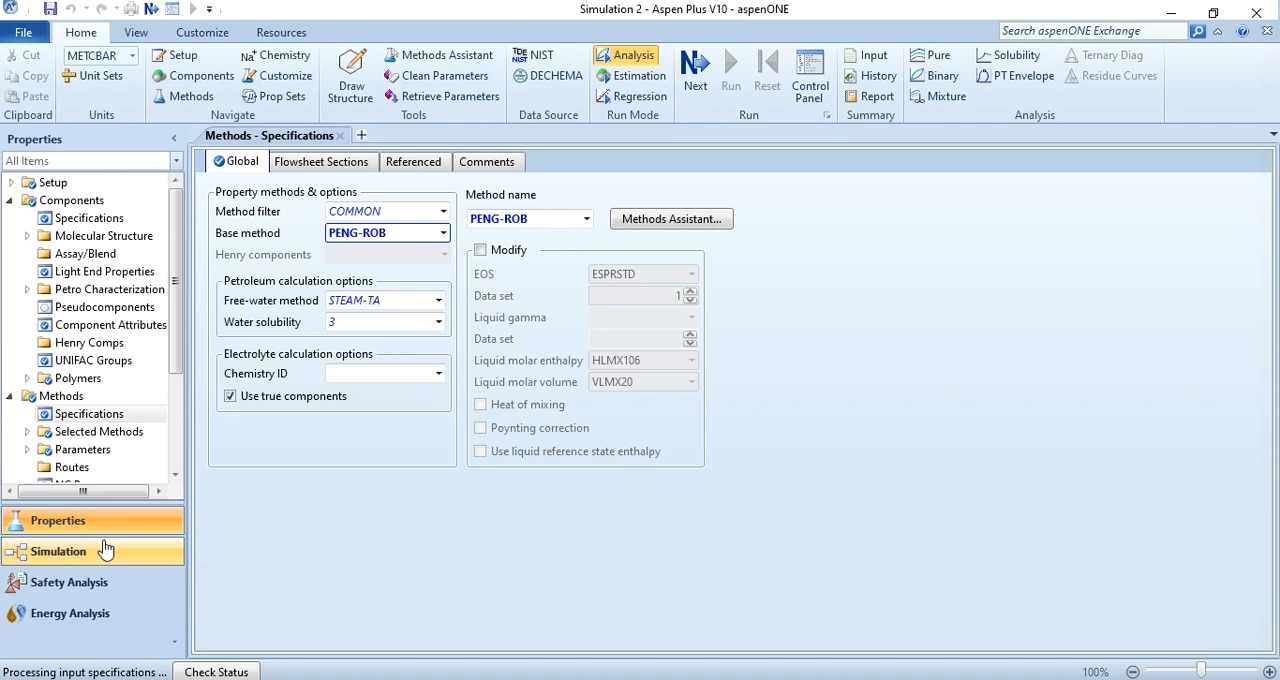 Simulation 2 - Aspen Plus V10 - aspenONE
File Home View Customize Resources Search aspenONE Exchange
Cut METCBAR Setup Chemistry Methods Assistant NIST Analysis Input Pure Solubility Ternary Diag
Copy Unit Sets Components Customize Clean Parameters DECHEMA Estimation History Binary PT Envelope Residue Curves
Paste Methods Prop Sets Draw Structure Retrieve Parameters Regression Next Run Reset Control Panel Report Mixture
Clipboard Units Navigate Tools Data Source Run Mode Run Summary Analysis
Properties
All Items
Setup
Components
Specifications
Molecular Structure
Assay/Blend
Light End Properties
Petro Characterization
Pseudocomponents
Component Attributes
Henry Comps
UNIFAC Groups
Polymers
Methods
Specifications
Selected Methods
Parameters
Routes
Properties
Simulation
Safety Analysis
Energy Analysis
Methods - Specifications
Global Flowsheet Sections Referenced Comments
Property methods & options
Method filter COMMON
Base method PENG-ROB
Henry components
Petroleum calculation options
Free-water method STEAM-TA
Water solubility 3
Electrolyte calculation options
Chemistry ID
Use true components
Method name
PENG-ROB Methods Assistant...
Modify
EOS ESPRSTD
Data set 1
Liquid gamma
Data set
Liquid molar enthalpy HLMX106
Liquid molar volume VLMX20
Heat of mixing
Poynting correction
Use liquid reference state enthalpy
Processing input specifications ... Check Status 100%